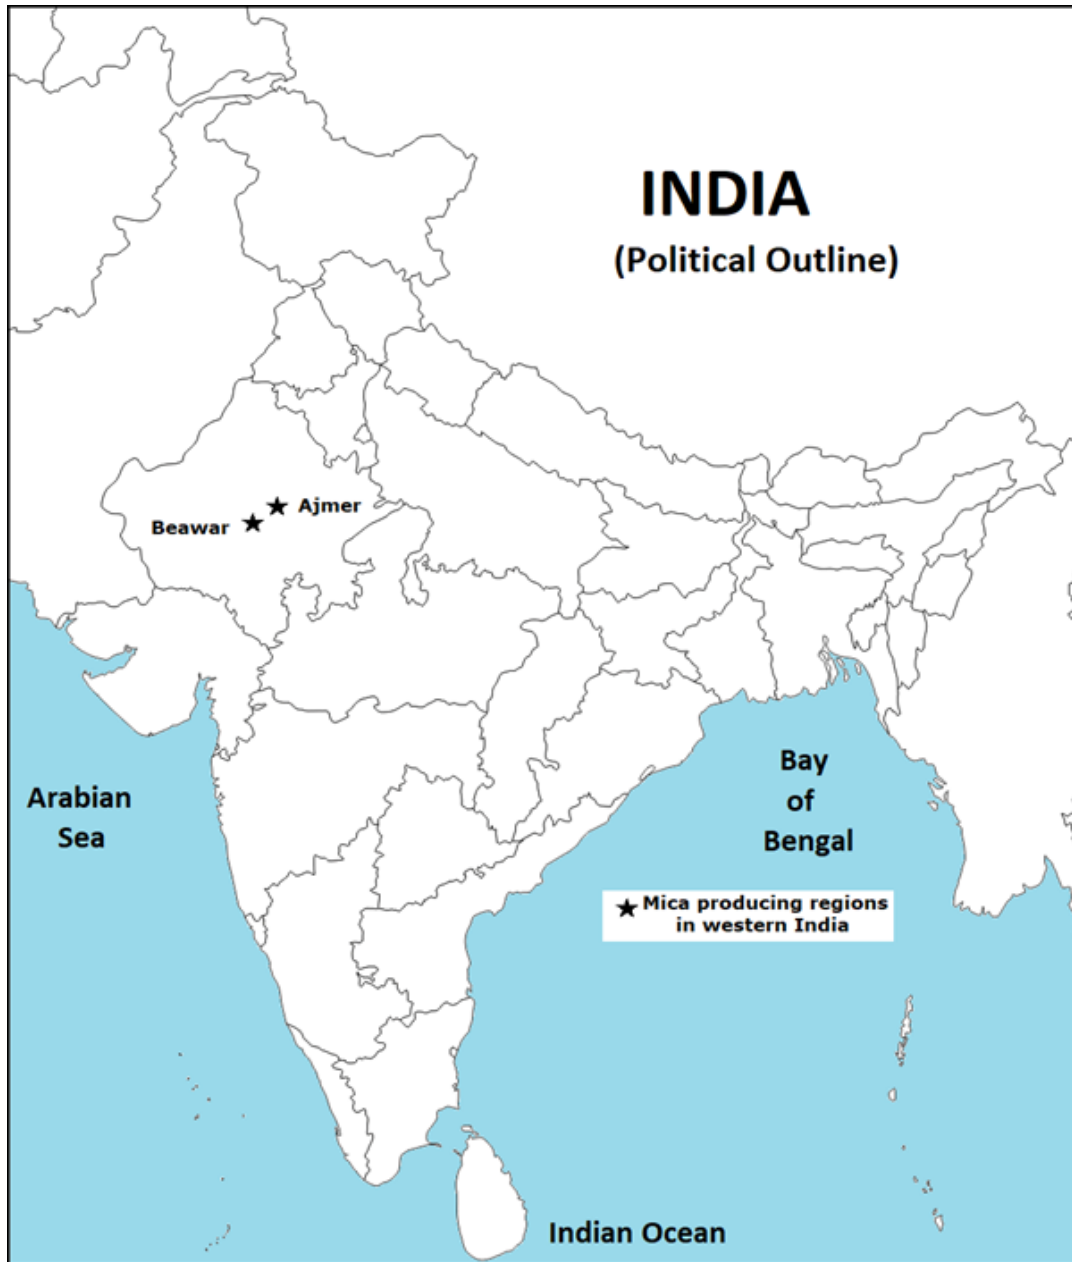 INDIA
(Political Outline)
Ajmer
Beawar
Arabian
Sea
Bay
of
Bengal
Mica producing regions
in western India
Indian Ocean